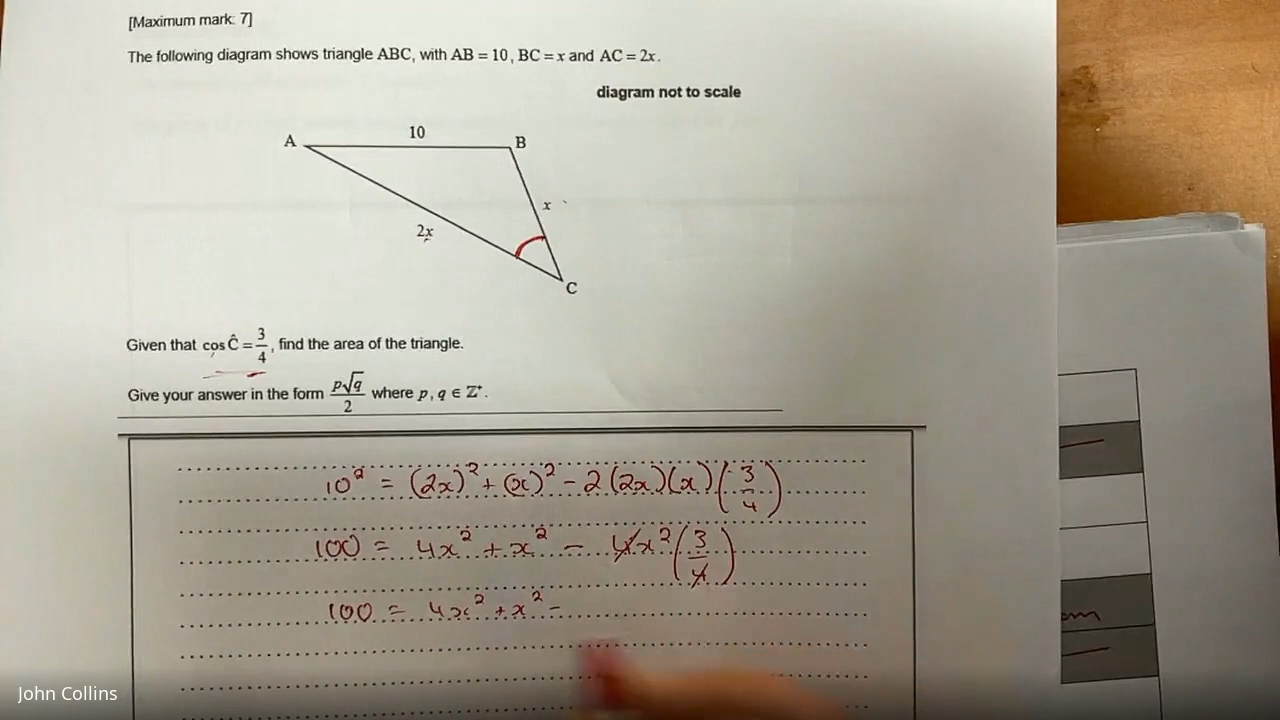 [Maximum mark: 7]
The following diagram shows triangle ABC, with AB = 10, BC = x and AC = 2x.
diagram not to scale
10
A
B
x
2x
C
Given that cos Ĉ = 3/4, find the area of the triangle.
Give your answer in the form p√q/2 where p, q ∈ ℤ⁺.
10² = (2x)² + (x)² − 2(2x)(x)(3/4)
100 = 4x² + x² − 4x²(3/4)
100 = 4x² + x² −
John Collins